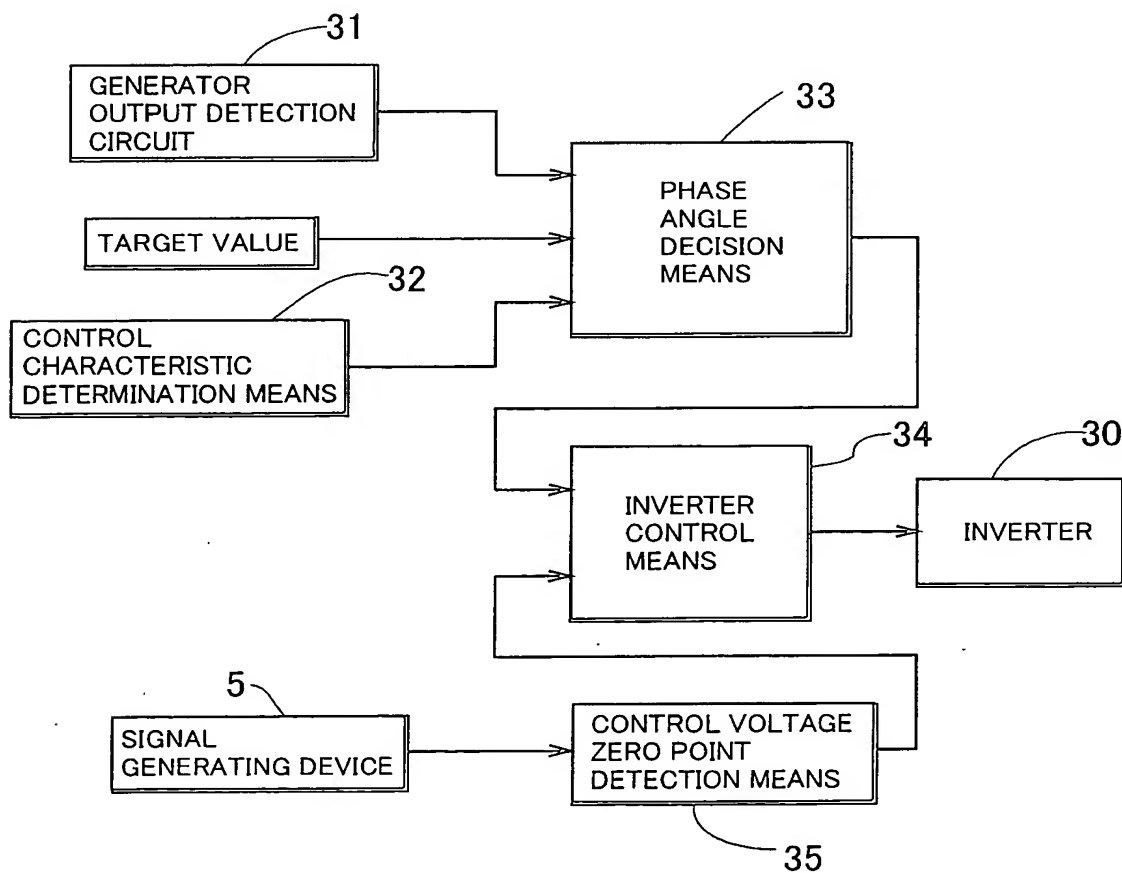 31
GENERATOR
OUTPUT DETECTION
CIRCUIT
33
PHASE
ANGLE
DECISION
MEANS
TARGET VALUE
32
CONTROL
CHARACTERISTIC
DETERMINATION MEANS
34
INVERTER
CONTROL
MEANS
30
INVERTER
5
SIGNAL
GENERATING DEVICE
CONTROL VOLTAGE
ZERO POINT
DETECTION MEANS
35